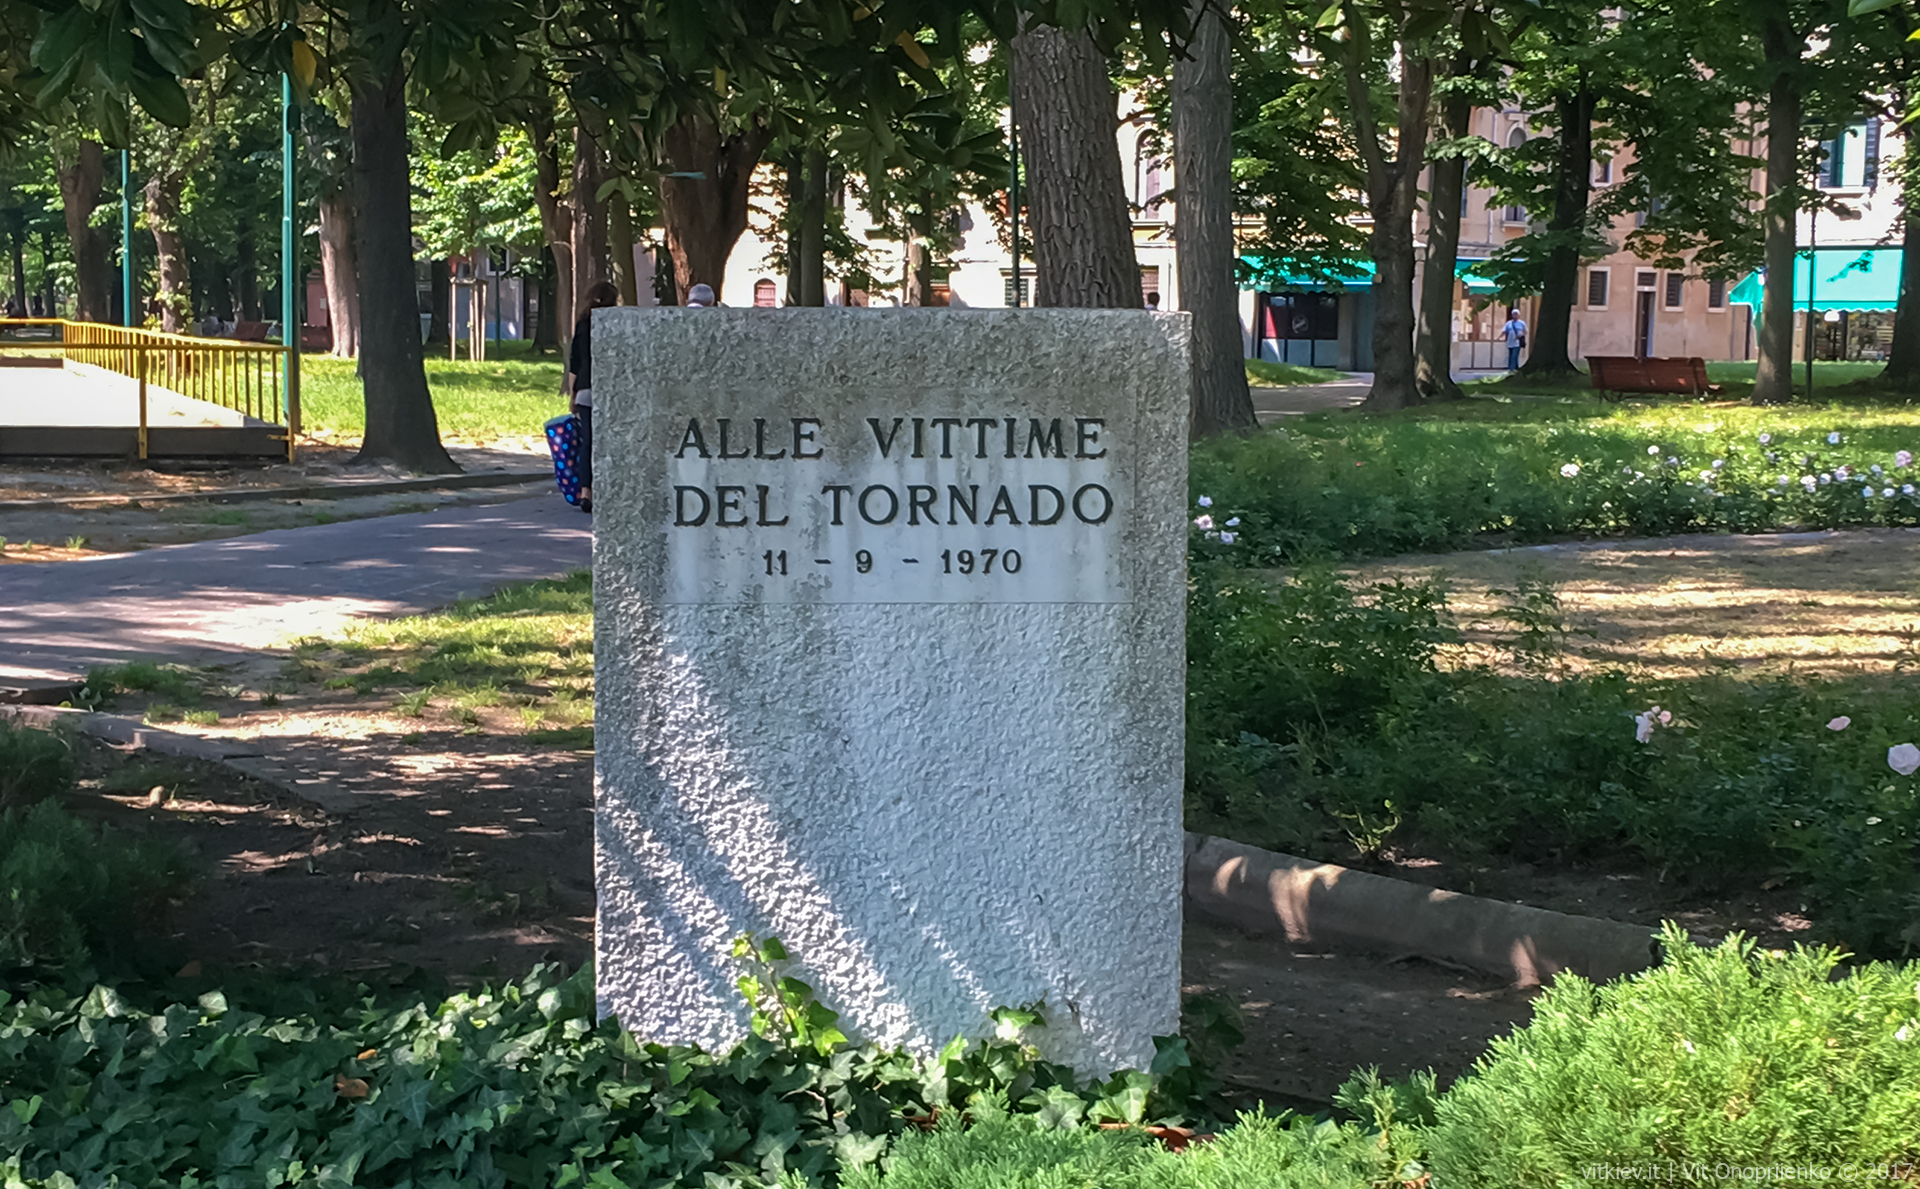 ALLE VITTIME
DEL TORNADO
11 - 9 - 1970
vitkiev.it | Vit Onoprienko © 2017